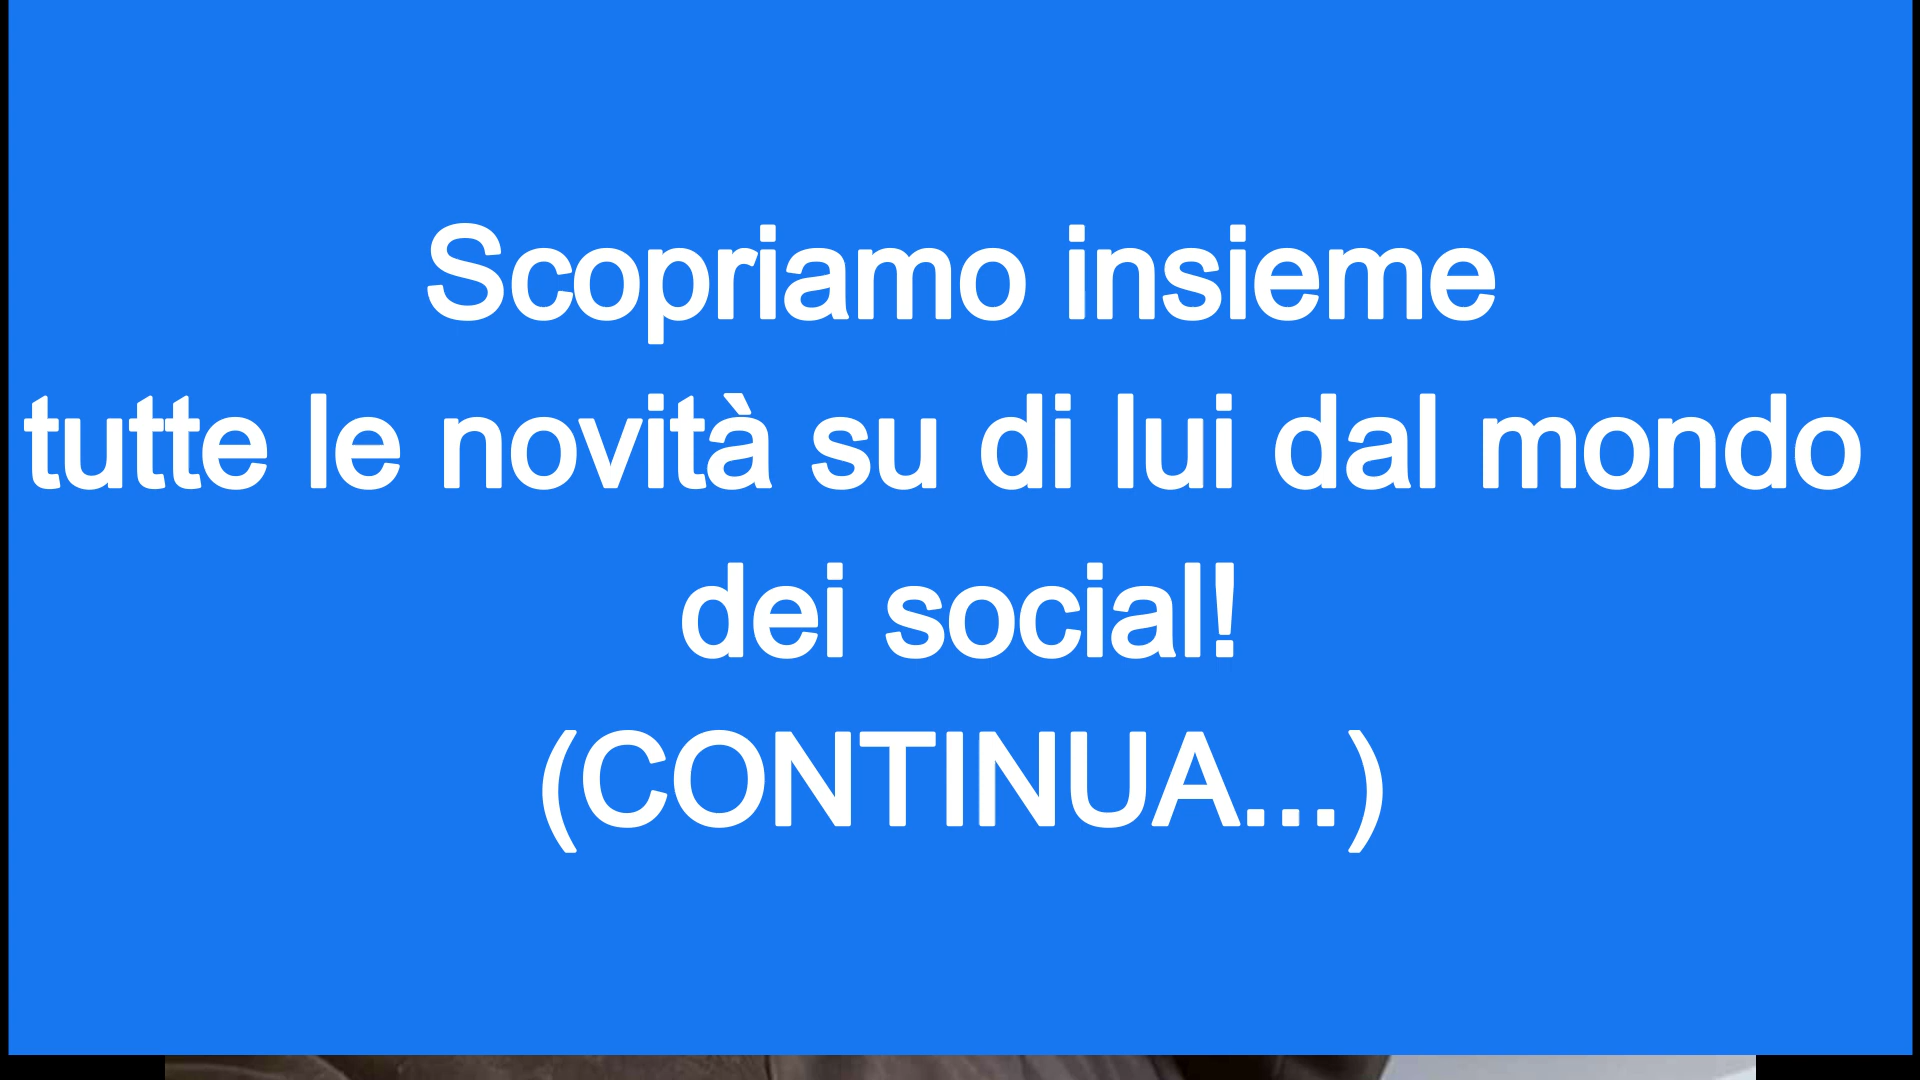 Scopriamo insieme
tutte le novità su di lui dal mondo
dei social!
(CONTINUA...)